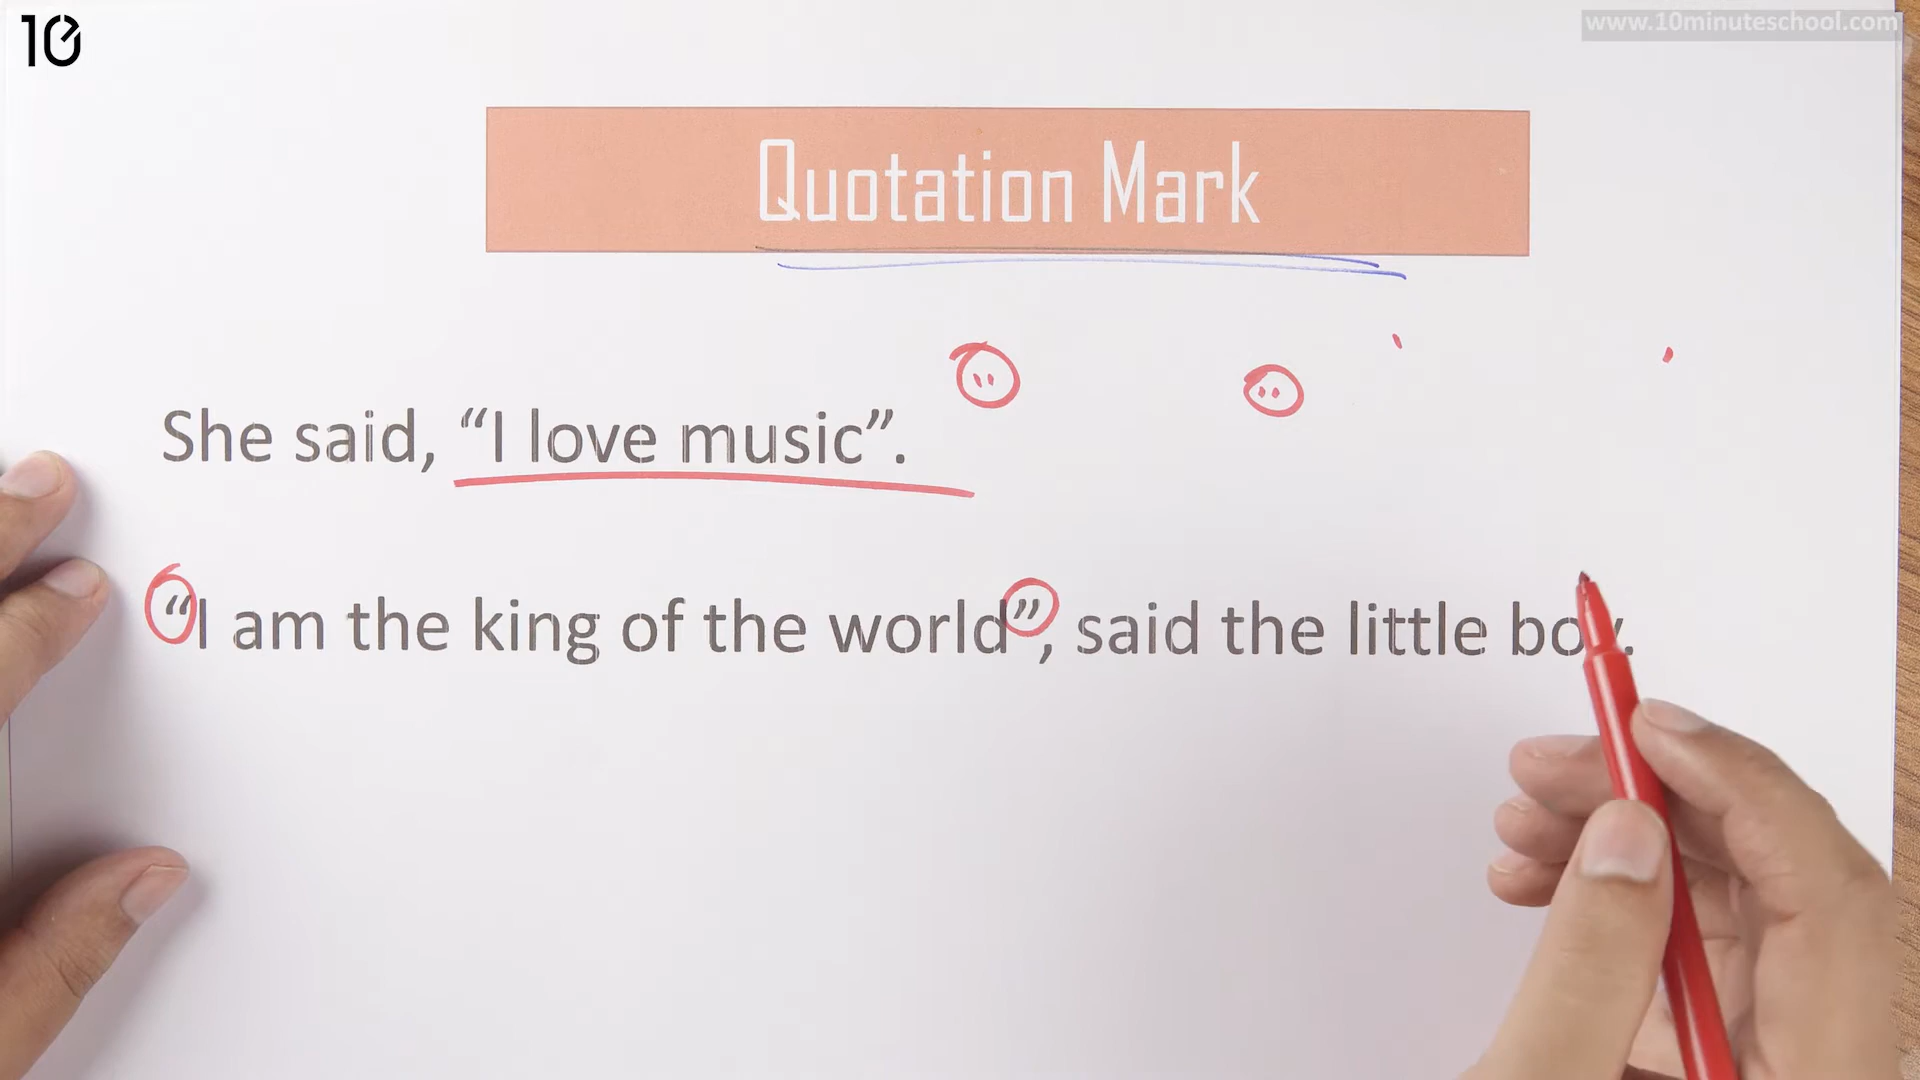 10
www.10minuteschool.com
Quotation Mark
" "
' '
She said, “I love music”.
“I am the king of the world”, said the little boy.